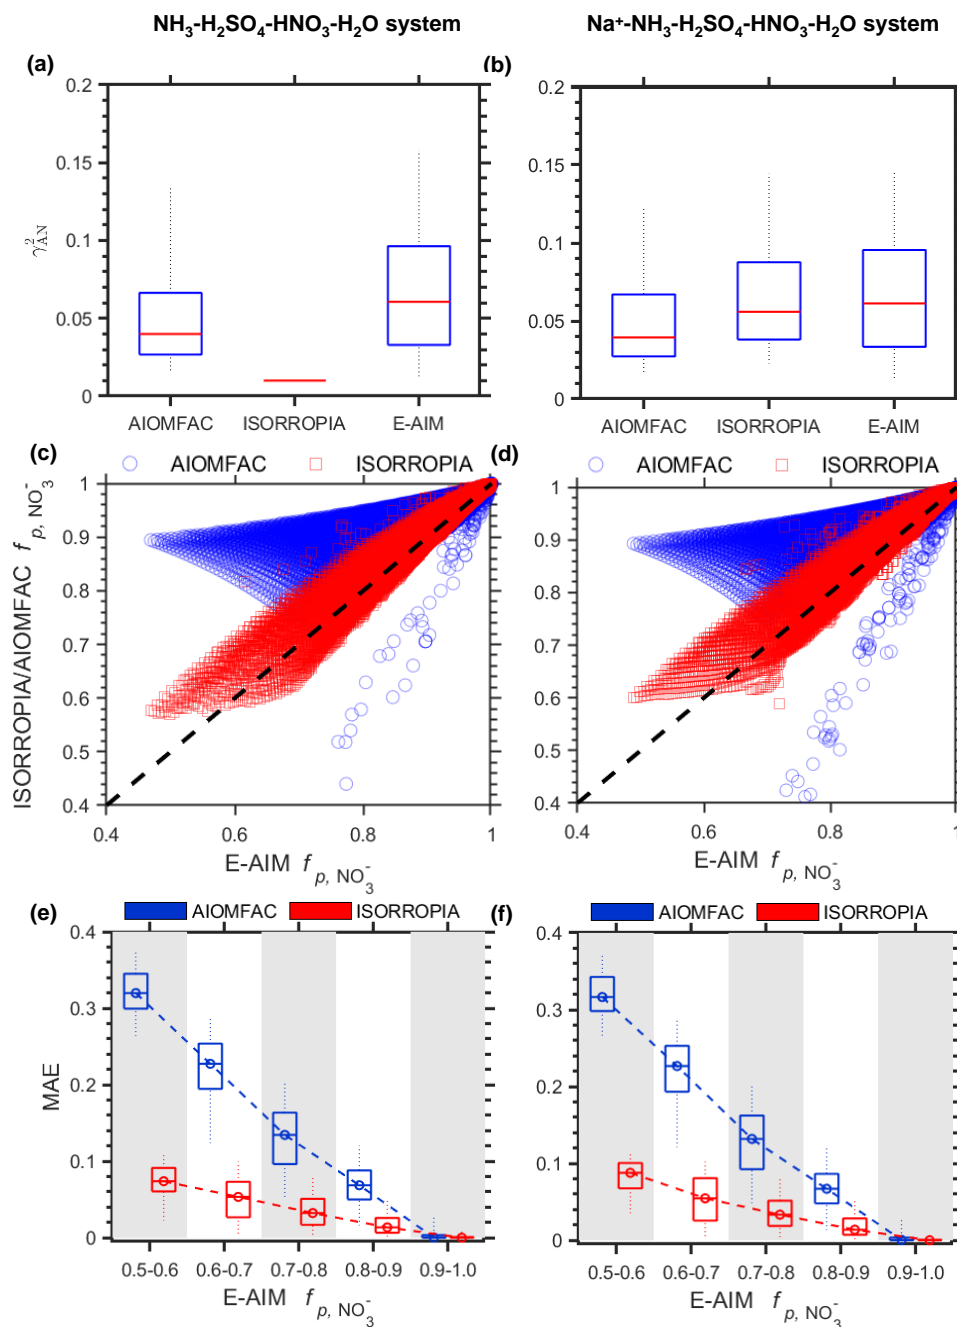 NH₃-H₂SO₄-HNO₃-H₂O system
Na⁺-NH₃-H₂SO₄-HNO₃-H₂O system
(a)
0.2
0.15
0.1
0.05
0
γ²AN
AIOMFAC ISORROPIA E-AIM
(b)
0.2
0.15
0.1
0.05
0
AIOMFAC ISORROPIA E-AIM
(c)
AIOMFAC ISORROPIA
1
0.9
0.8
0.7
0.6
0.5
0.4
ISORROPIA/AIOMFAC f p, NO₃⁻
0.4 0.6 0.8 1
E-AIM f p, NO₃⁻
(d)
AIOMFAC ISORROPIA
1
0.9
0.8
0.7
0.6
0.5
0.4
0.4 0.6 0.8 1
E-AIM f p, NO₃⁻
(e)
AIOMFAC ISORROPIA
0.4
0.3
0.2
0.1
0
MAE
0.5-0.6 0.6-0.7 0.7-0.8 0.8-0.9 0.9-1.0
E-AIM f p, NO₃⁻
(f)
AIOMFAC ISORROPIA
0.4
0.3
0.2
0.1
0
0.5-0.6 0.6-0.7 0.7-0.8 0.8-0.9 0.9-1.0
E-AIM f p, NO₃⁻